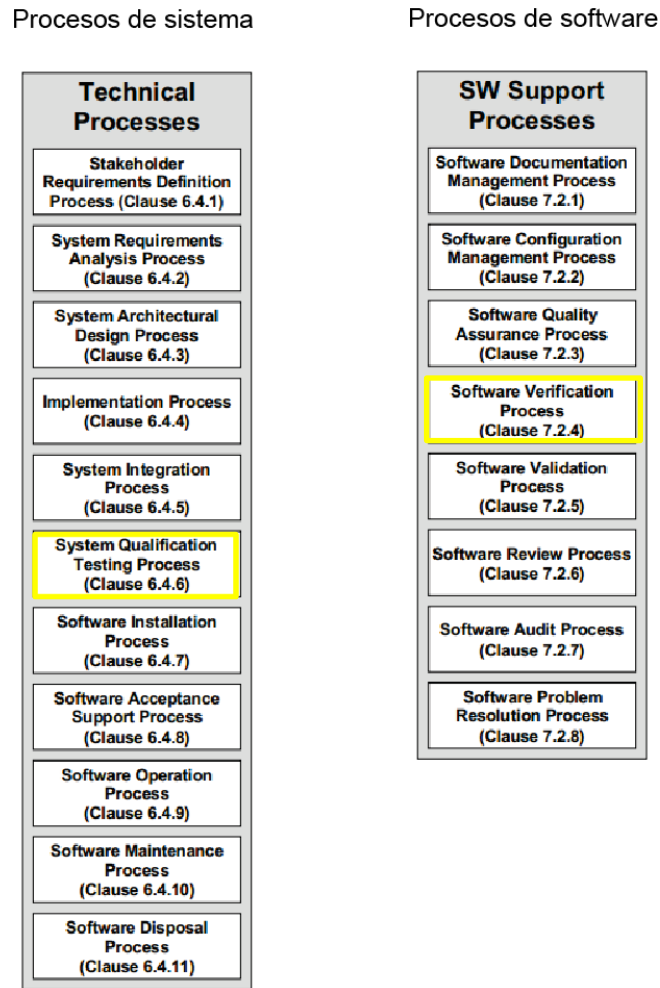 Procesos de sistema
Technical
Processes
Stakeholder
Requirements Definition
Process (Clause 6.4.1)
System Requirements
Analysis Process
(Clause 6.4.2)
System Architectural
Design Process
(Clause 6.4.3)
Implementation Process
(Clause 6.4.4)
System Integration
Process
(Clause 6.4.5)
System Qualification
Testing Process
(Clause 6.4.6)
Software Installation
Process
(Clause 6.4.7)
Software Acceptance
Support Process
(Clause 6.4.8)
Software Operation
Process
(Clause 6.4.9)
Software Maintenance
Process
(Clause 6.4.10)
Software Disposal
Process
(Clause 6.4.11)
Procesos de software
SW Support
Processes
Software Documentation
Management Process
(Clause 7.2.1)
Software Configuration
Management Process
(Clause 7.2.2)
Software Quality
Assurance Process
(Clause 7.2.3)
Software Verification
Process
(Clause 7.2.4)
Software Validation
Process
(Clause 7.2.5)
Software Review Process
(Clause 7.2.6)
Software Audit Process
(Clause 7.2.7)
Software Problem
Resolution Process
(Clause 7.2.8)